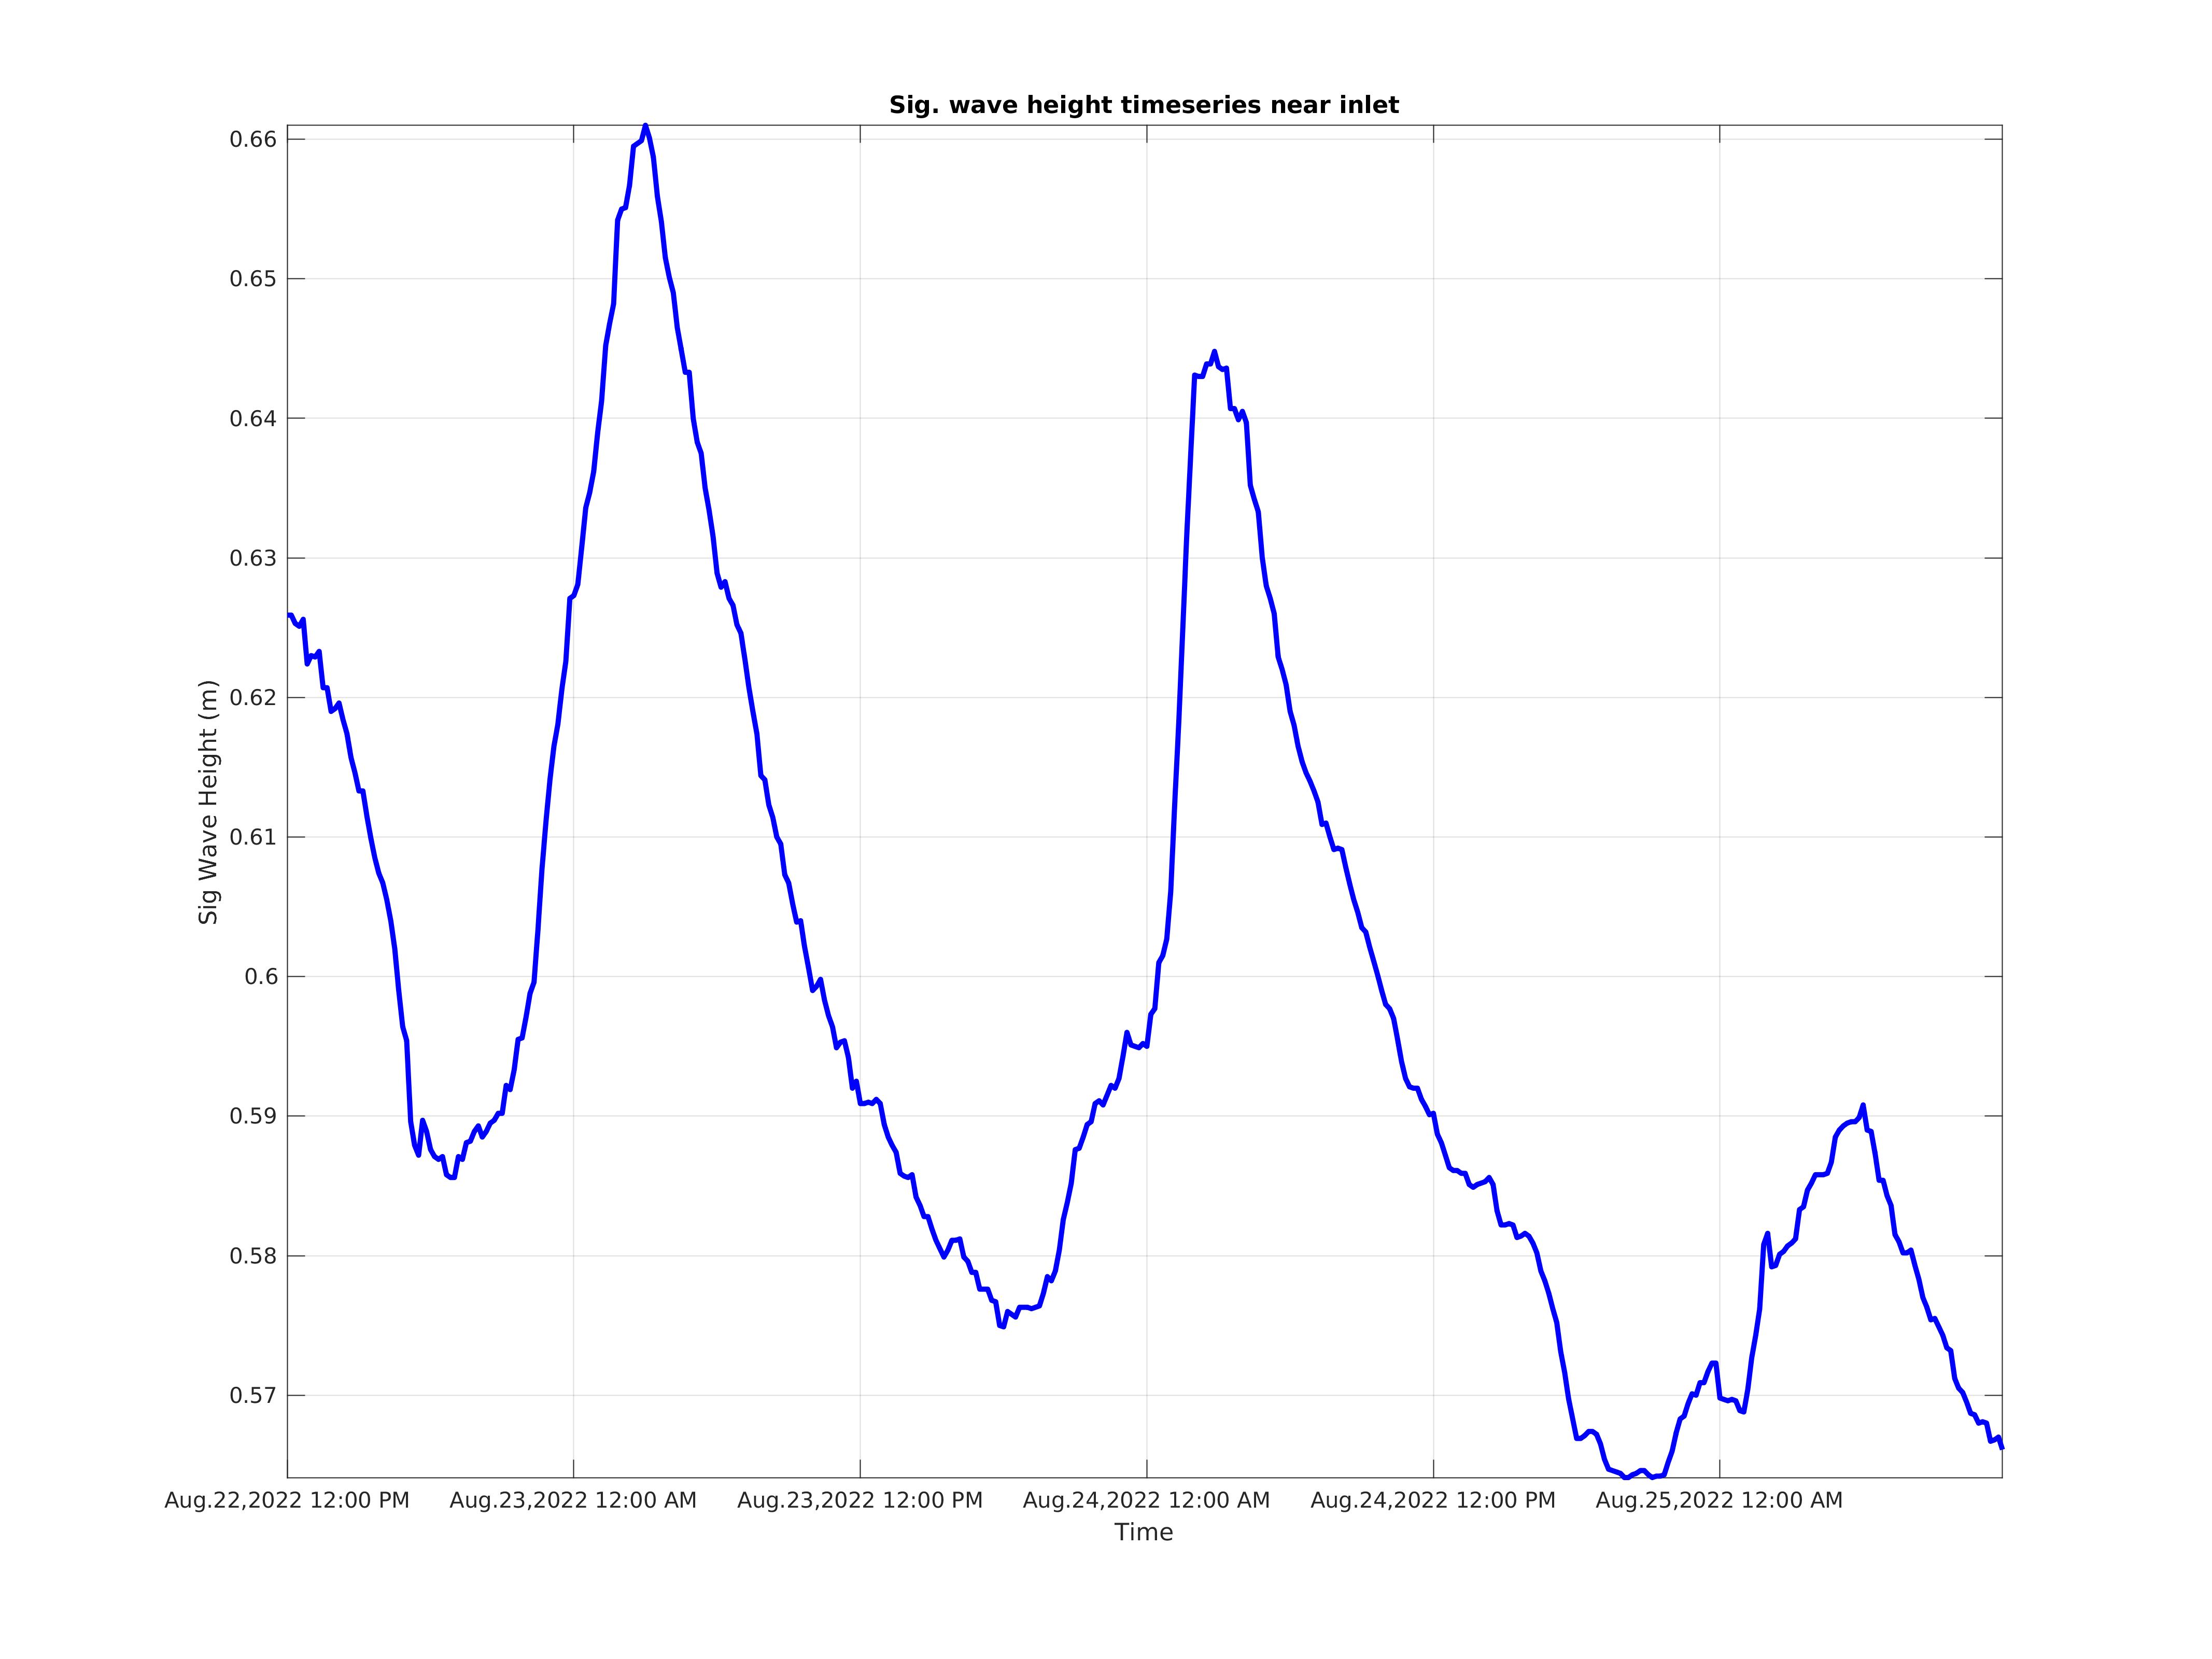 Sig. wave height timeseries near inlet
0.66
0.65
0.64
0.63
0.62
0.61
0.6
0.59
0.58
0.57
Sig Wave Height (m)
Aug.22,2022 12:00 PM Aug.23,2022 12:00 AM Aug.23,2022 12:00 PM Aug.24,2022 12:00 AM Aug.24,2022 12:00 PM Aug.25,2022 12:00 AM
Time